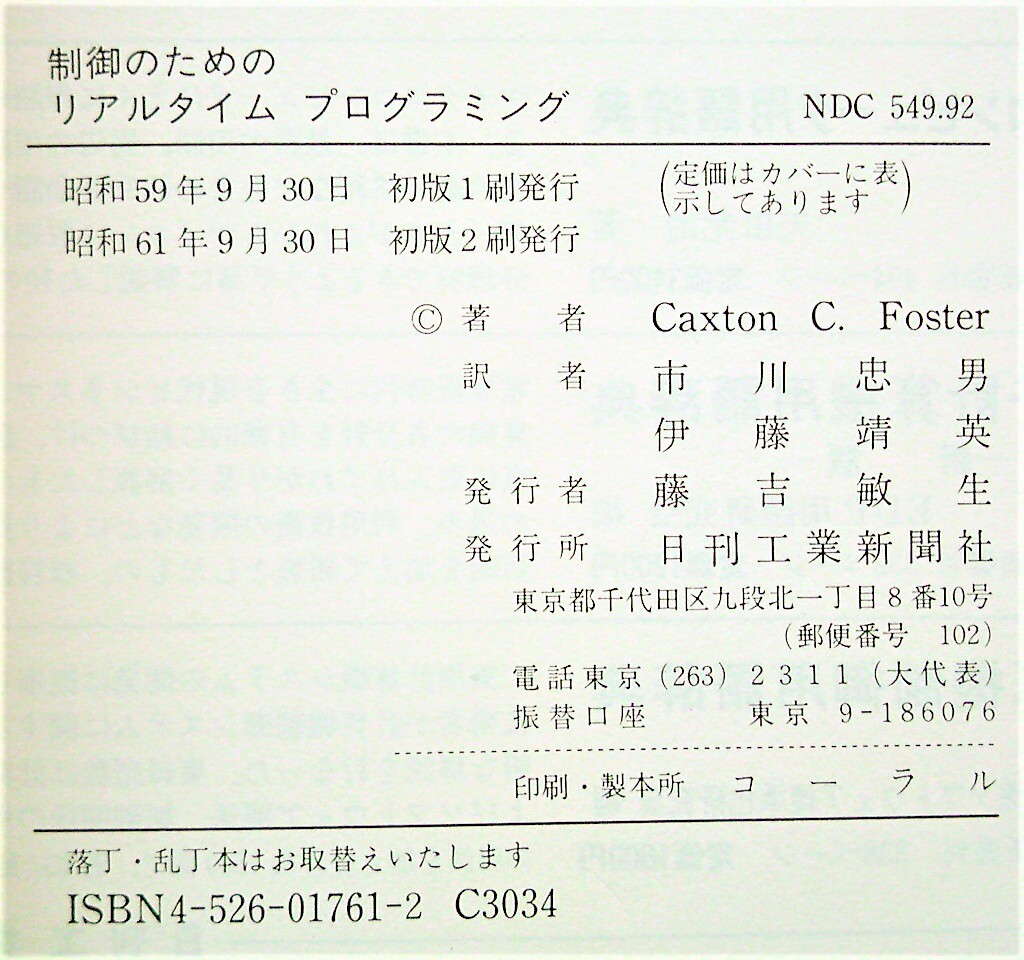 制御のための
リアルタイム プログラミング NDC 549.92
昭和59年9月30日 初版1刷発行 (定価はカバーに表
示してあります)
昭和61年9月30日 初版2刷発行
© 著者 Caxton C. Foster
訳者 市川忠男
伊藤靖英
発行者 藤吉敏生
発行所 日刊工業新聞社
東京都千代田区九段北一丁目8番10号
(郵便番号 102)
電話東京 (263) 2311 (大代表)
振替口座 東京 9-186076
印刷・製本所 コーラル
落丁・乱丁本はお取替えいたします
ISBN4-526-01761-2 C3034